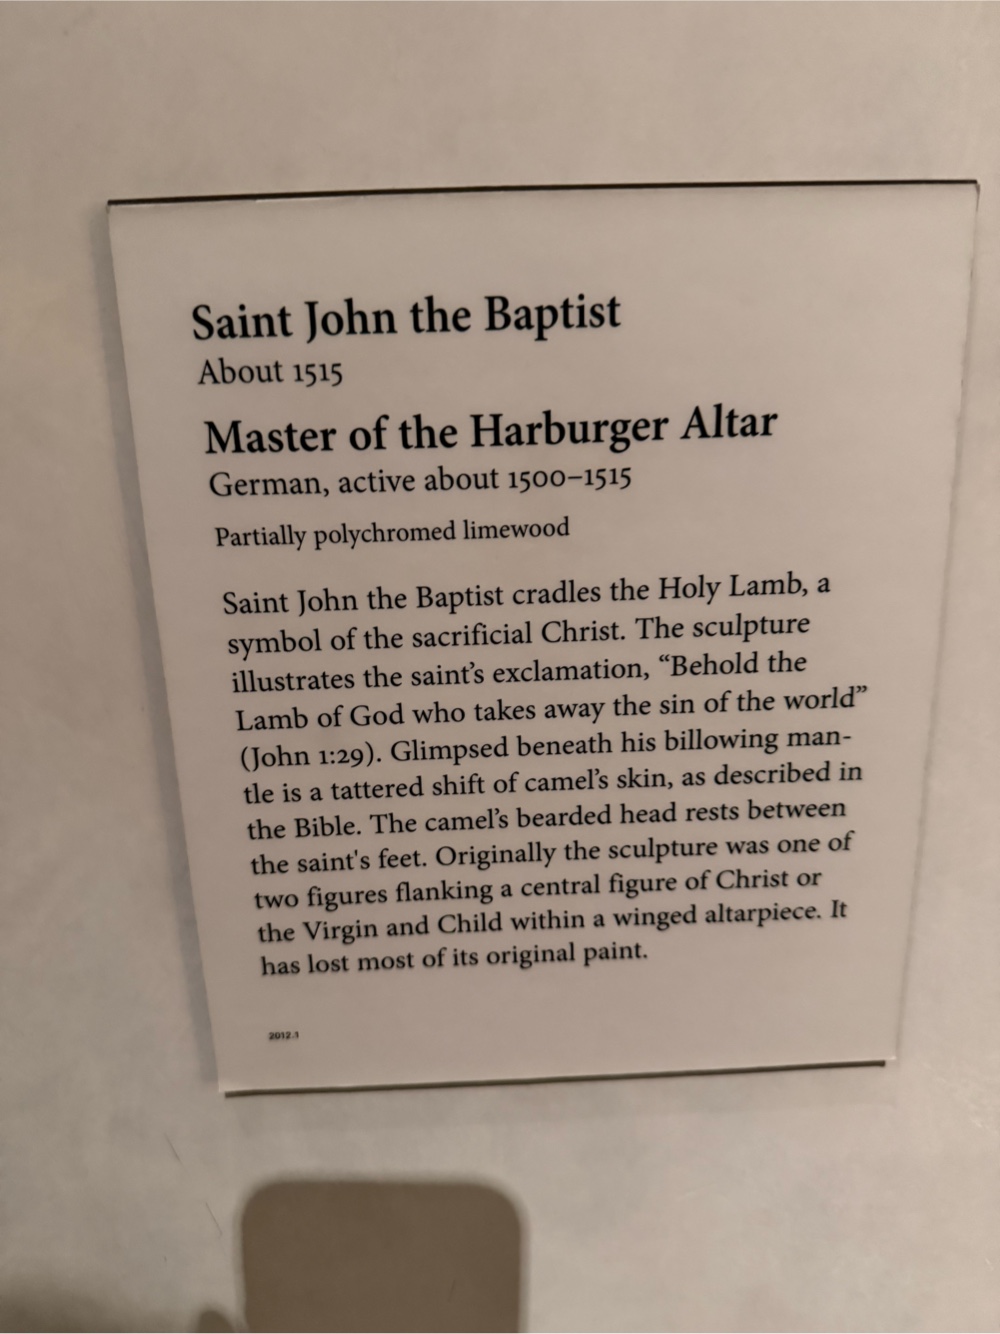 Saint John the Baptist
About 1515
Master of the Harburger Altar
German, active about 1500–1515
Partially polychromed limewood
Saint John the Baptist cradles the Holy Lamb, a
symbol of the sacrificial Christ. The sculpture
illustrates the saint’s exclamation, “Behold the
Lamb of God who takes away the sin of the world”
(John 1:29). Glimpsed beneath his billowing man-
tle is a tattered shift of camel’s skin, as described in
the Bible. The camel’s bearded head rests between
the saint's feet. Originally the sculpture was one of
two figures flanking a central figure of Christ or
the Virgin and Child within a winged altarpiece. It
has lost most of its original paint.
2012.1